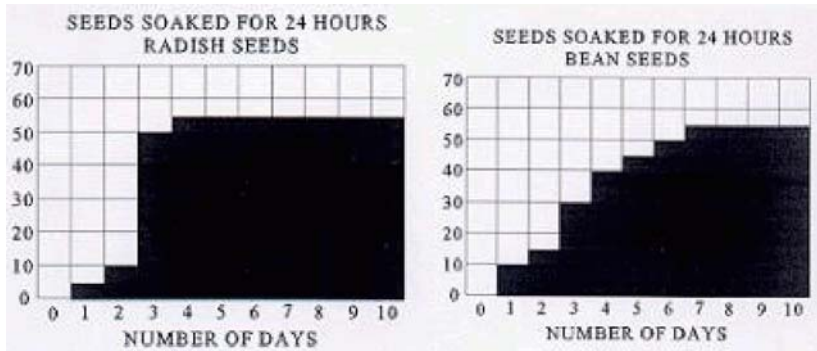 SEEDS SOAKED FOR 24 HOURS
RADISH SEEDS
70
60
50
40
30
20
10
0
0 1 2 3 4 5 6 7 8 9 10
NUMBER OF DAYS
SEEDS SOAKED FOR 24 HOURS
BEAN SEEDS
70
60
50
40
30
20
10
0
0 1 2 3 4 5 6 7 8 9 10
NUMBER OF DAYS